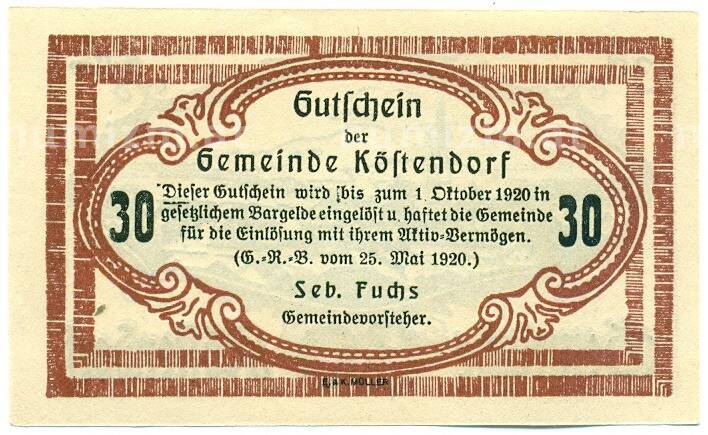 Gutschein
der
Gemeinde Köstendorf
Dieser Gutschein wird bis zum 1. Oktober 1920 in
30 gesetzlichem Bargelde eingelöst u. haftet die Gemeinde 30
für die Einlösung mit ihrem Aktiv-Vermögen.
(G.-R.-B. vom 25. Mai 1920.)
Seb. Fuchs
Gemeindevorsteher.
MÜLLER